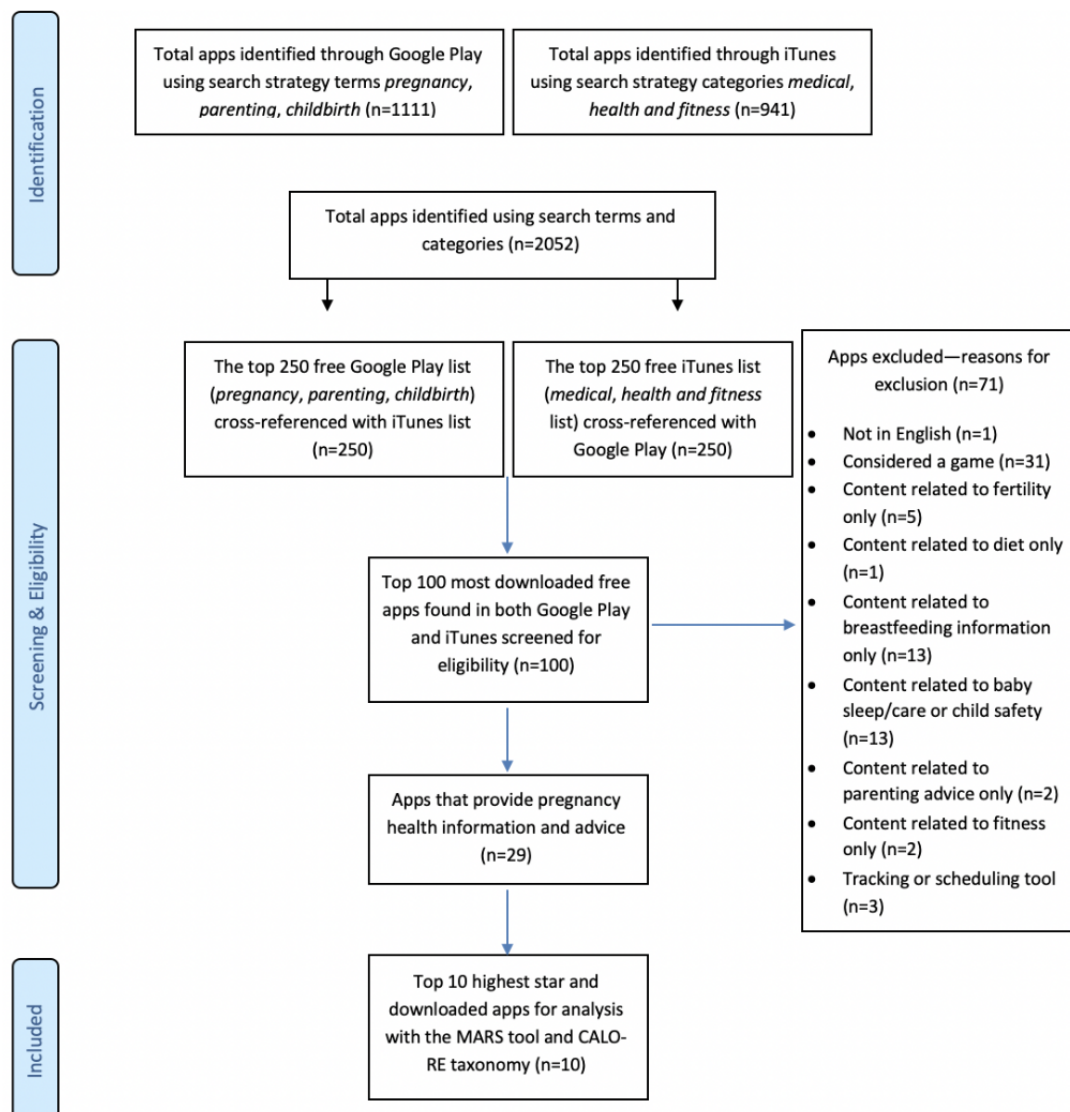 Identification
Total apps identified through Google Play
using search strategy terms pregnancy,
parenting, childbirth (n=1111)
Total apps identified through iTunes
using search strategy categories medical,
health and fitness (n=941)
Total apps identified using search terms and
categories (n=2052)
Screening & Eligibility
The top 250 free Google Play list
(pregnancy, parenting, childbirth)
cross-referenced with iTunes list
(n=250)
The top 250 free iTunes list
(medical, health and fitness
list) cross-referenced with
Google Play (n=250)
Apps excluded—reasons for
exclusion (n=71)
• Not in English (n=1)
• Considered a game (n=31)
• Content related to fertility
only (n=5)
• Content related to diet only
(n=1)
• Content related to
breastfeeding information
only (n=13)
• Content related to baby
sleep/care or child safety
(n=13)
• Content related to
parenting advice only (n=2)
• Content related to fitness
only (n=2)
• Tracking or scheduling tool
(n=3)
Top 100 most downloaded free
apps found in both Google Play
and iTunes screened for
eligibility (n=100)
Apps that provide pregnancy
health information and advice
(n=29)
Included
Top 10 highest star and
downloaded apps for analysis
with the MARS tool and CALO-
RE taxonomy (n=10)